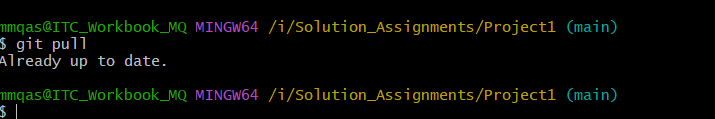 mmqas@ITC_Workbook_MQ MINGW64 /i/Solution_Assignments/Project1 (main)
$ git pull
Already up to date.
mmqas@ITC_Workbook_MQ MINGW64 /i/Solution_Assignments/Project1 (main)
$